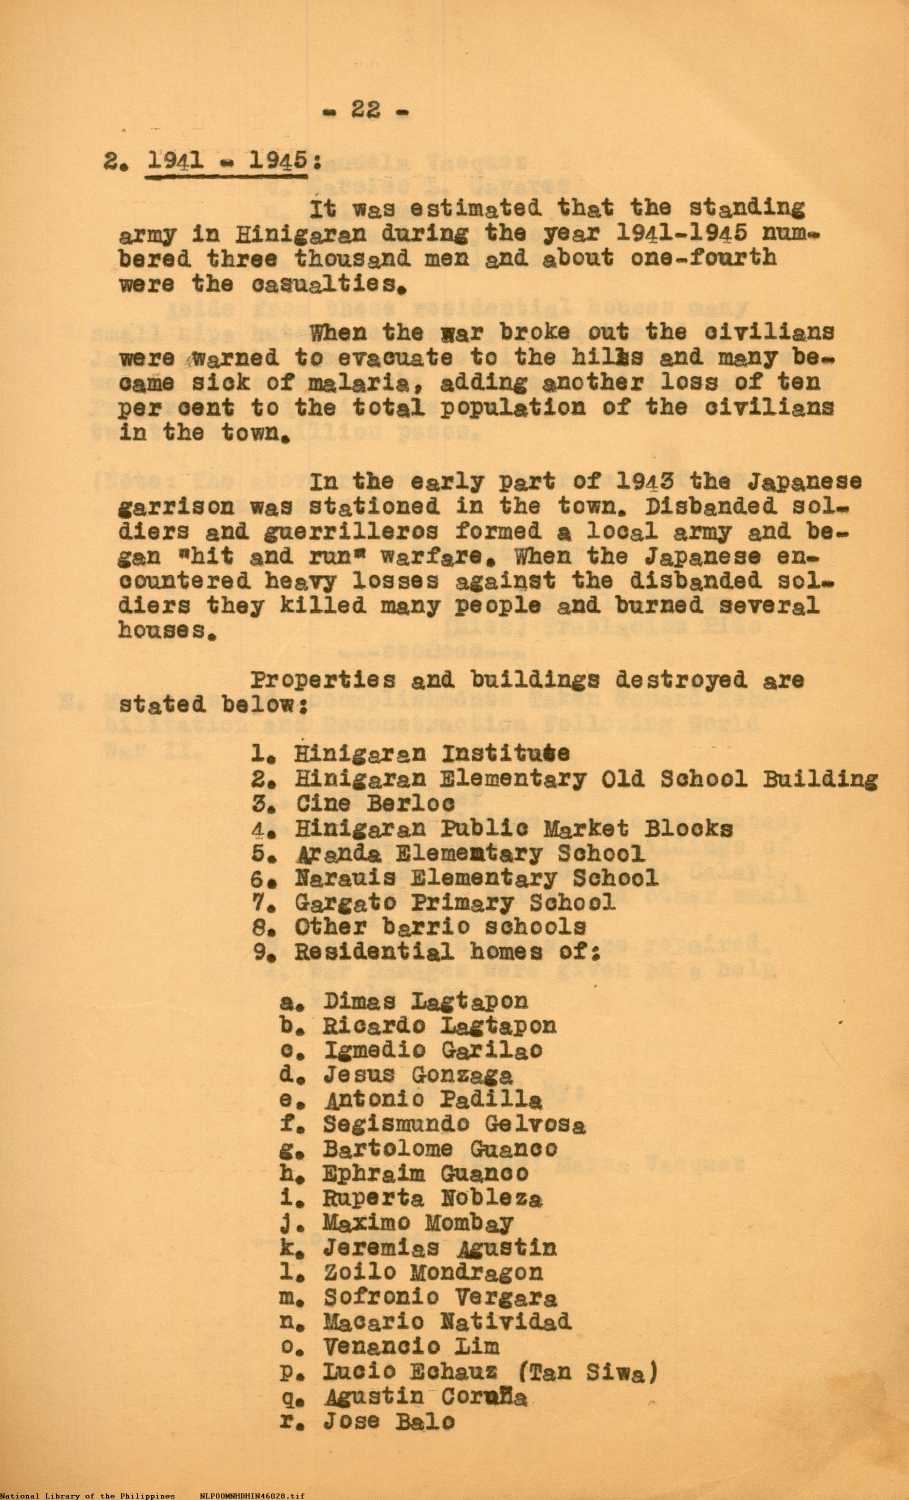 - 22 -
2. 1941 - 1945:
It was estimated that the standing
army in Hinigaran during the year 1941-1945 num-
bered three thousand men and about one-fourth
were the casualties.
When the war broke out the civilians
were warned to evacuate to the hills and many be-
came sick of malaria, adding another loss of ten
per cent to the total population of the civilians
in the town.
In the early part of 1943 the Japanese
garrison was stationed in the town. Disbanded sol-
diers and guerrilleros formed a local army and be-
gan "hit and run" warfare. When the Japanese en-
countered heavy losses against the disbanded sol-
diers they killed many people and burned several
houses.
Properties and buildings destroyed are
stated below:
1. Hinigaran Institute
2. Hinigaran Elementary Old School Building
3. Cine Berloc
4. Hinigaran Public Market Blocks
5. Aranda Elementary School
6. Narauis Elementary School
7. Gargato Primary School
8. Other barrio schools
9. Residential homes of:
a. Dimas Lagtapon
b. Ricardo Lagtapon
c. Igmedio Garilao
d. Jesus Gonzaga
e. Antonio Padilla
f. Segismundo Gelvosa
g. Bartolome Guanco
h. Ephraim Guanco
i. Ruperta Nobleza
j. Maximo Mombay
k. Jeremias Agustin
l. Zoilo Mondragon
m. Sofronio Vergara
n. Macario Natividad
o. Venancio Lim
p. Lucio Echauz (Tan Siwa)
q. Agustin Coruña
r. Jose Balo
National Library of the Philippines NLPOOMNHDHIN46028.tif